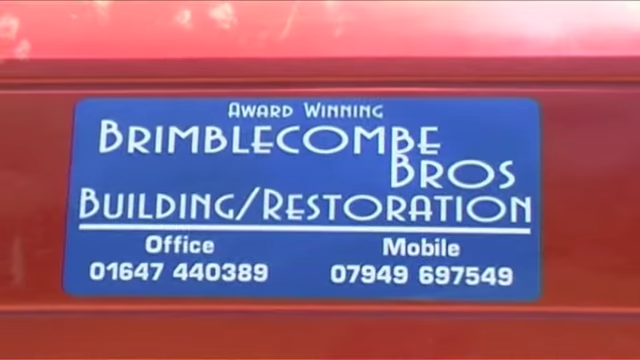 AWARD WINNING
BRIMBLECOMBE
BROS
BUILDING/RESTORATION
Office Mobile
01647 440389 07949 697549